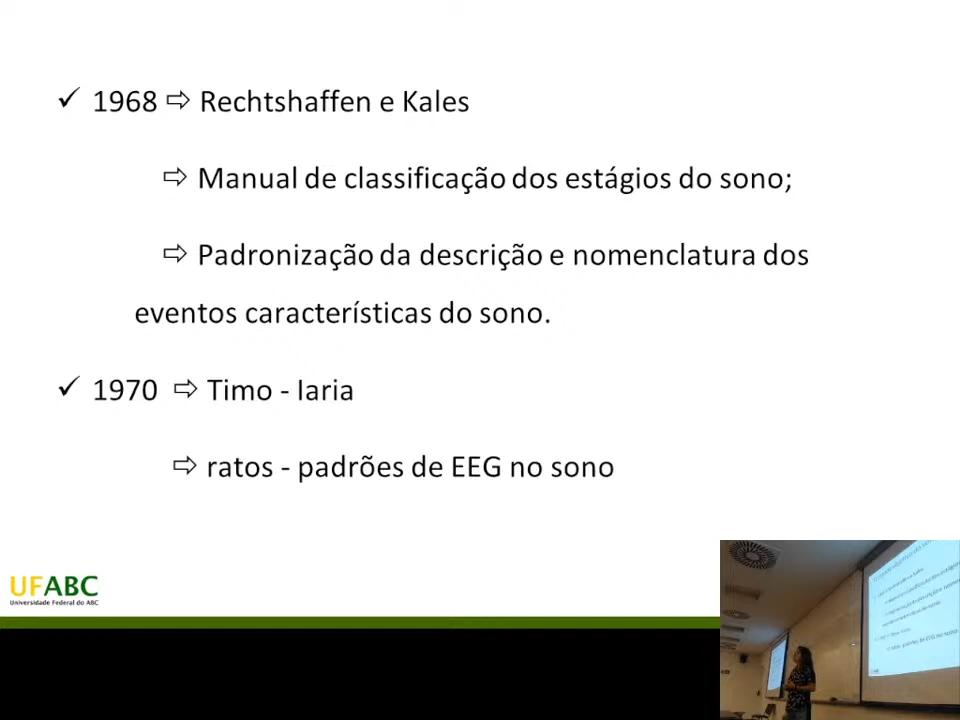 ✓ 1968 ⇨ Rechtshaffen e Kales
⇨ Manual de classificação dos estágios do sono;
⇨ Padronização da descrição e nomenclatura dos
eventos características do sono.
✓ 1970 ⇨ Timo - Iaria
⇨ ratos - padrões de EEG no sono
UFABC
Universidade Federal do ABC